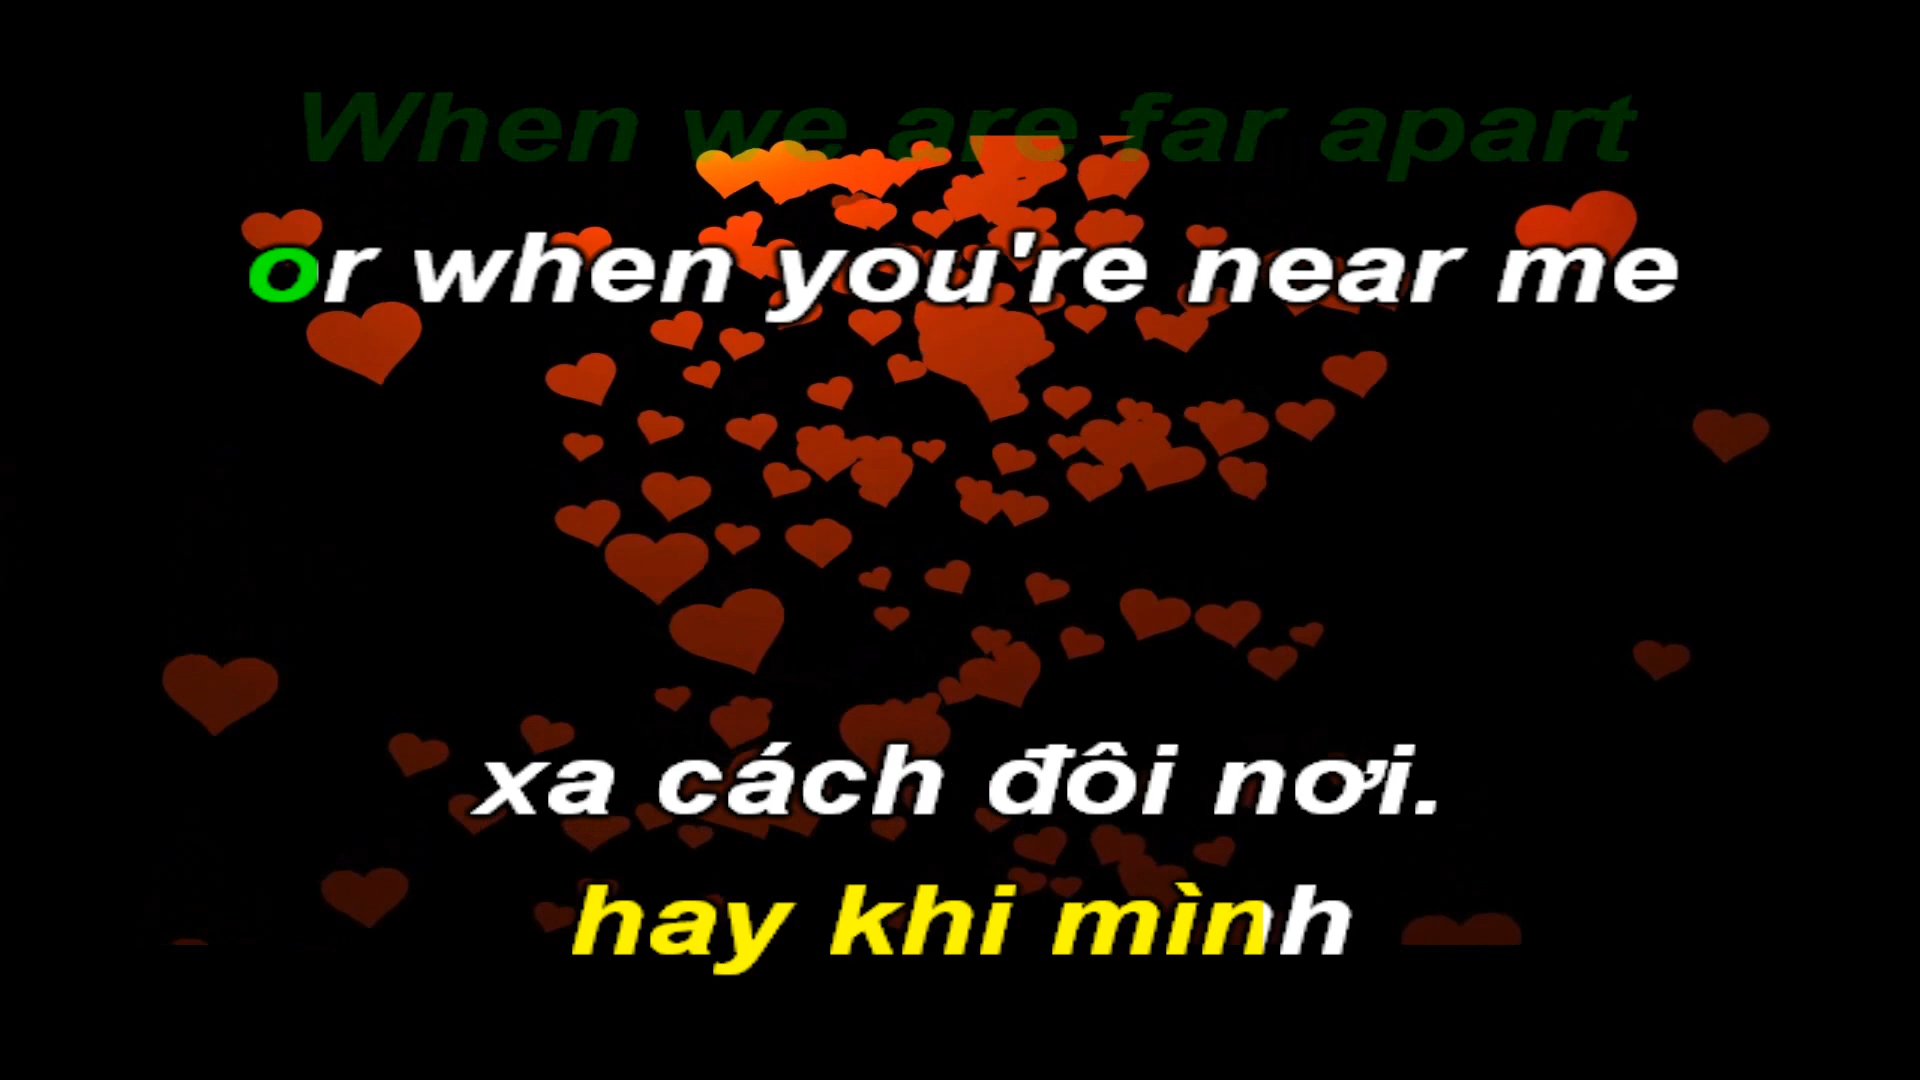 When we are far apart
or when you're near me
xa cách đôi nơi.
hay khi mình